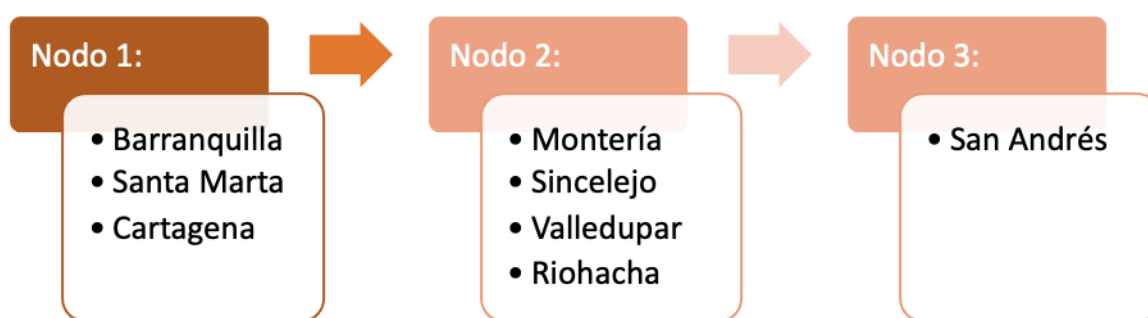 Nodo 1:
• Barranquilla
• Santa Marta
• Cartagena
Nodo 2:
• Montería
• Sincelejo
• Valledupar
• Riohacha
Nodo 3:
• San Andrés